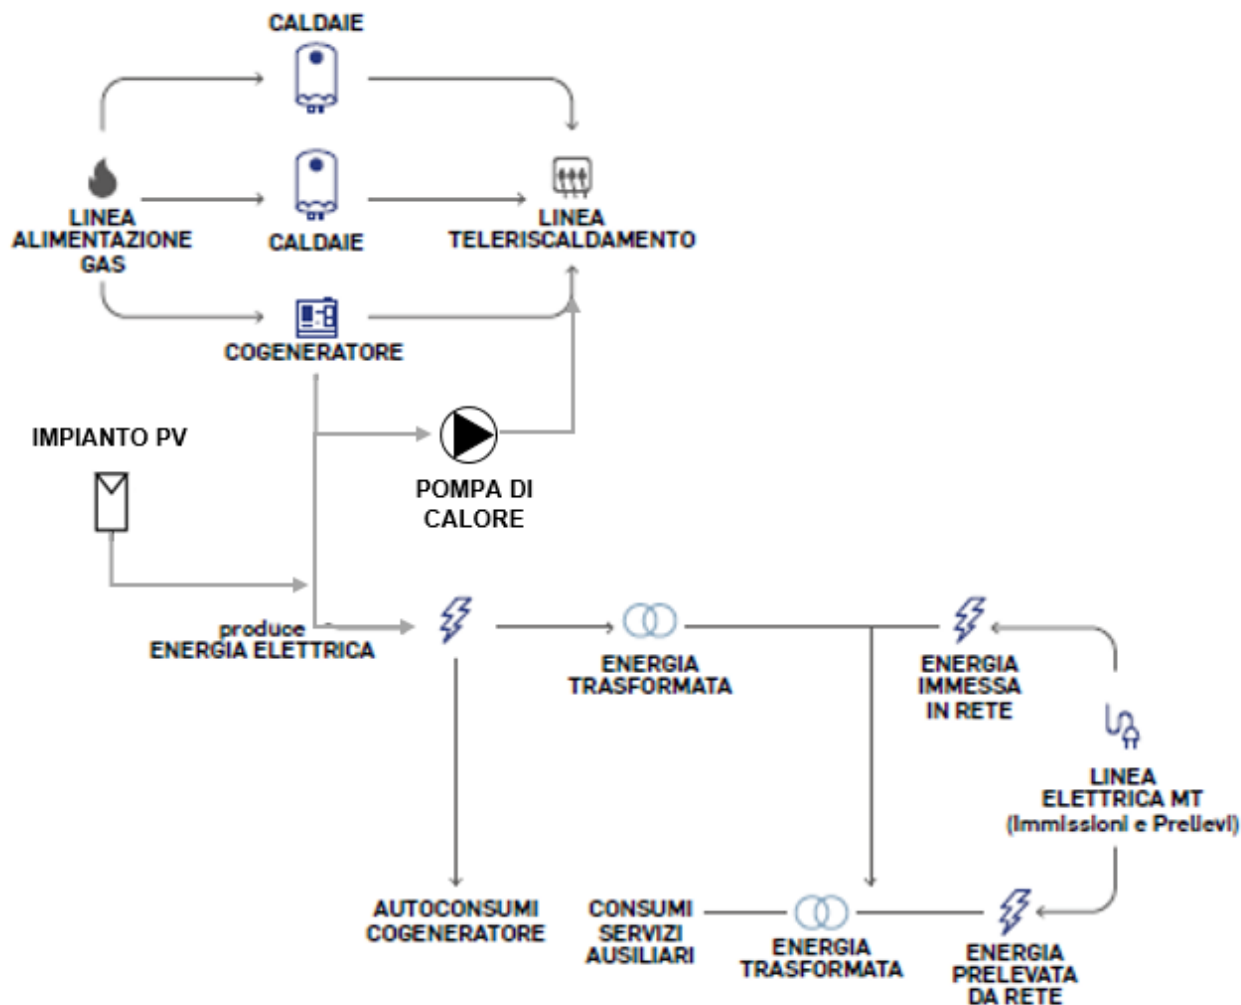 CALDAIE
LINEA
ALIMENTAZIONE
GAS
CALDAIE
LINEA
TELERISCALDAMENTO
COGENERATORE
IMPIANTO PV
POMPA DI
CALORE
produce
ENERGIA ELETTRICA
ENERGIA
TRASFORMATA
ENERGIA
IMMESSA
IN RETE
LINEA
ELETTRICA MT
(Immissioni e Prelievi)
AUTOCONSUMI
COGENERATORE
CONSUMI
SERVIZI
AUSILIARI
ENERGIA
TRASFORMATA
ENERGIA
PRELEVATA
DA RETE